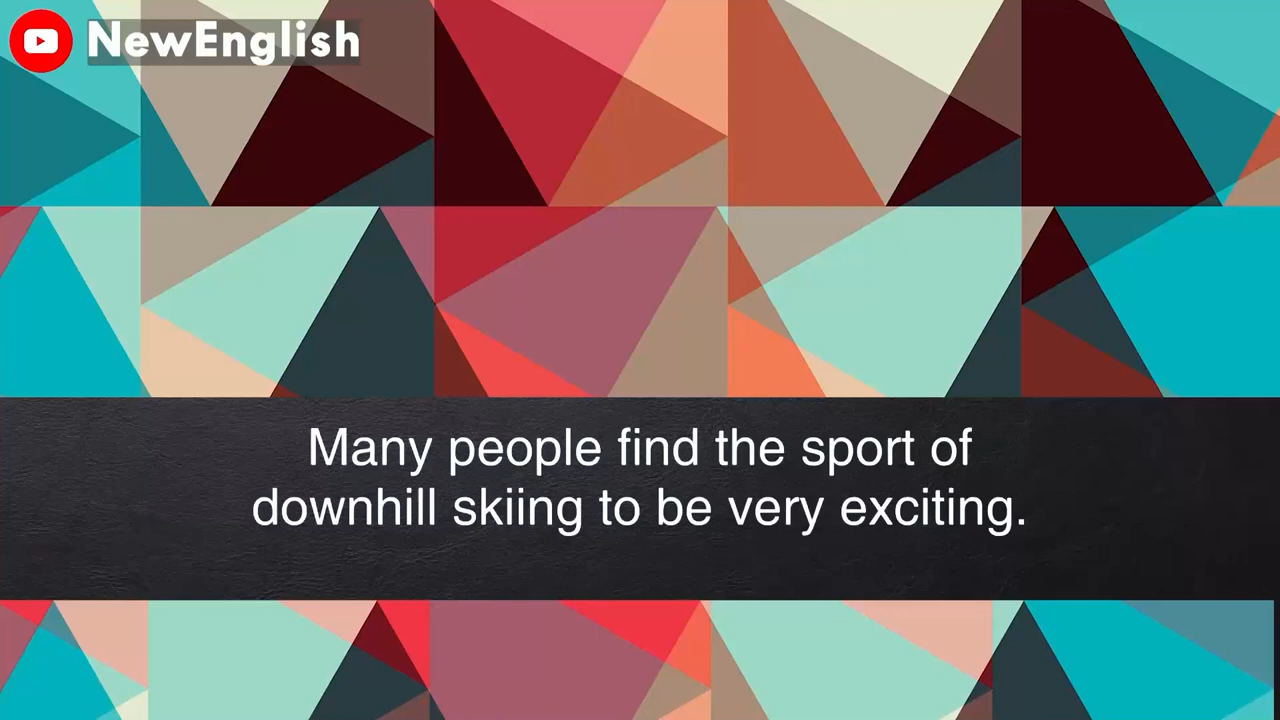 NewEnglish
Many people find the sport of
downhill skiing to be very exciting.